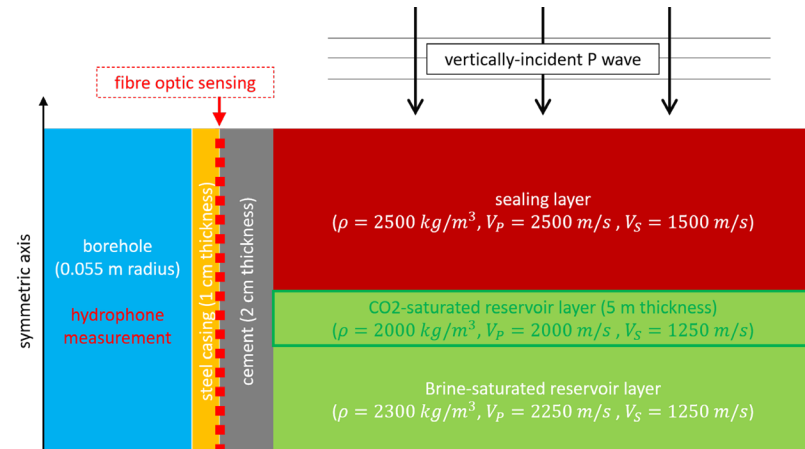 vertically-incident P wave
fibre optic sensing
symmetric axis
borehole
(0.055 m radius)
hydrophone
measurement
steel casing (1 cm thickness)
cement (2 cm thickness)
sealing layer
(ρ = 2500 kg/m³, V_P = 2500 m/s , V_S = 1500 m/s)
CO2-saturated reservoir layer (5 m thickness)
(ρ = 2000 kg/m³, V_P = 2000 m/s , V_S = 1250 m/s)
Brine-saturated reservoir layer
(ρ = 2300 kg/m³, V_P = 2250 m/s , V_S = 1250 m/s)